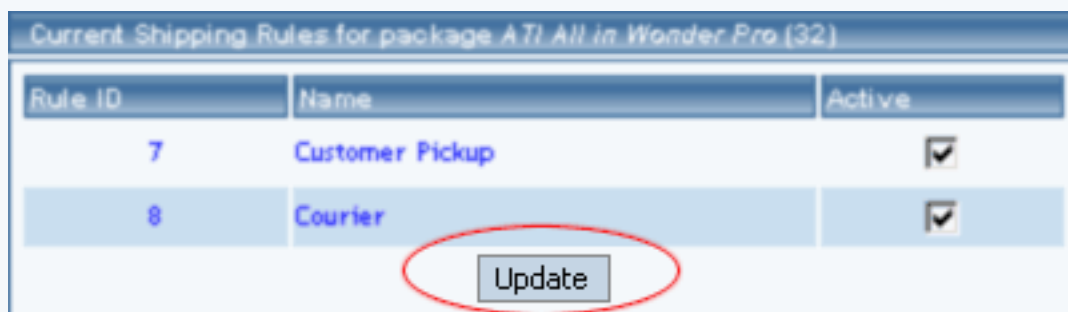 Current Shipping Rules for package ATI All in Wonder Pro (32)
Rule ID Name Active
7 Customer Pickup
8 Courier
Update